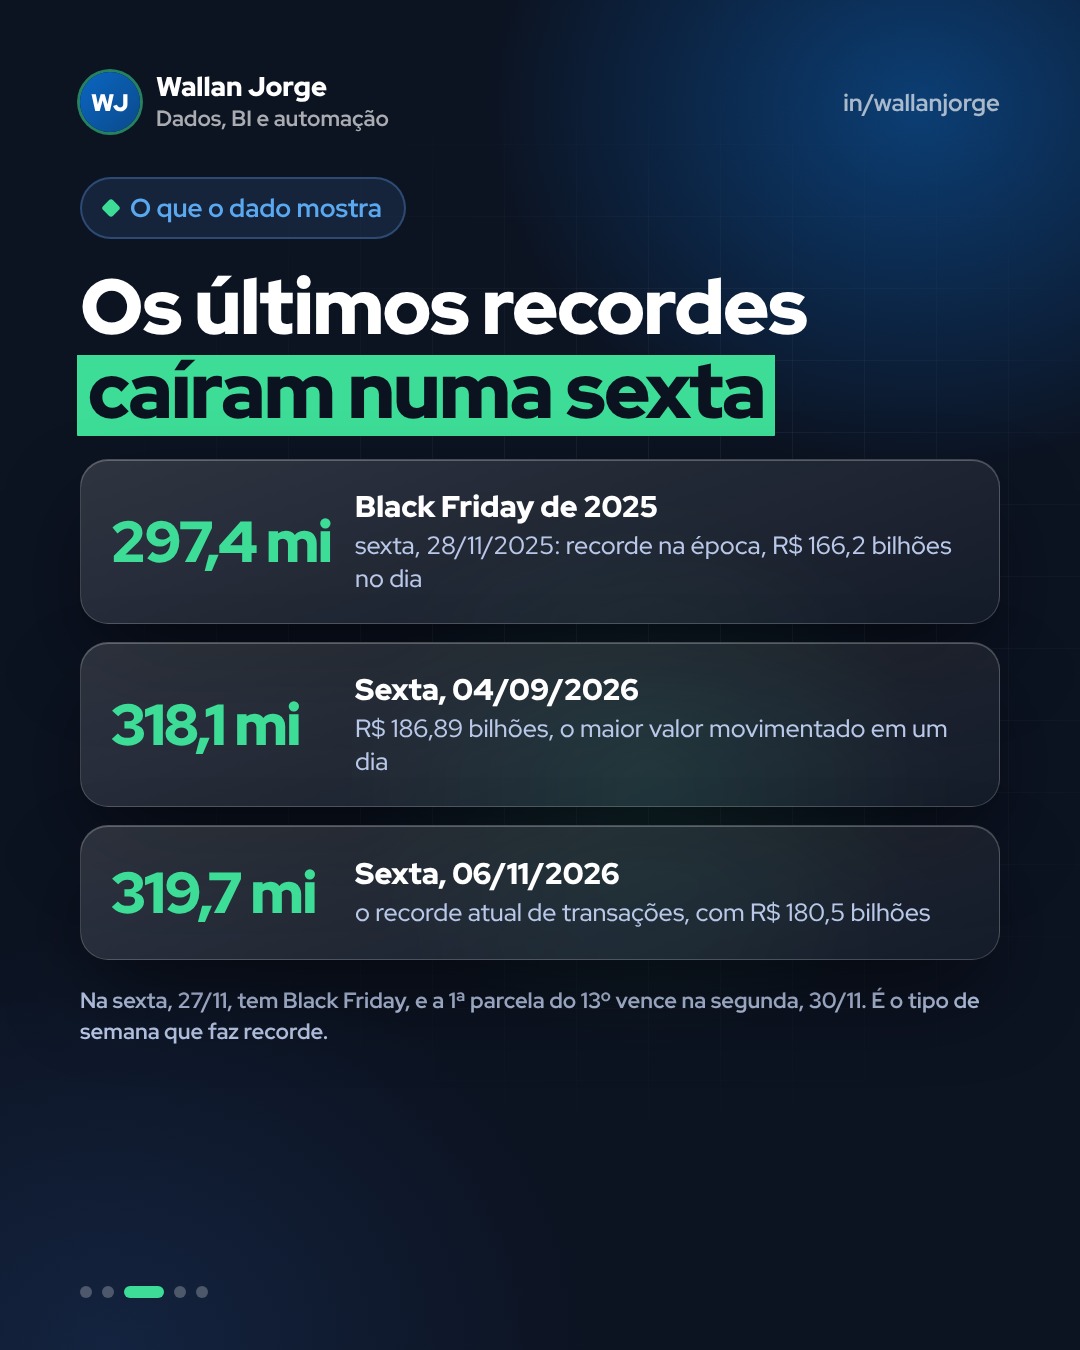 WJ
Wallan Jorge
Dados, BI e automação
in/wallanjorge
O que o dado mostra
Os últimos recordes
caíram numa sexta
297,4 mi
Black Friday de 2025
sexta, 28/11/2025: recorde na época, R$ 166,2 bilhões
no dia
318,1 mi
Sexta, 04/09/2026
R$ 186,89 bilhões, o maior valor movimentado em um
dia
319,7 mi
Sexta, 06/11/2026
o recorde atual de transações, com R$ 180,5 bilhões
Na sexta, 27/11, tem Black Friday, e a 1ª parcela do 13º vence na segunda, 30/11. É o tipo de
semana que faz recorde.